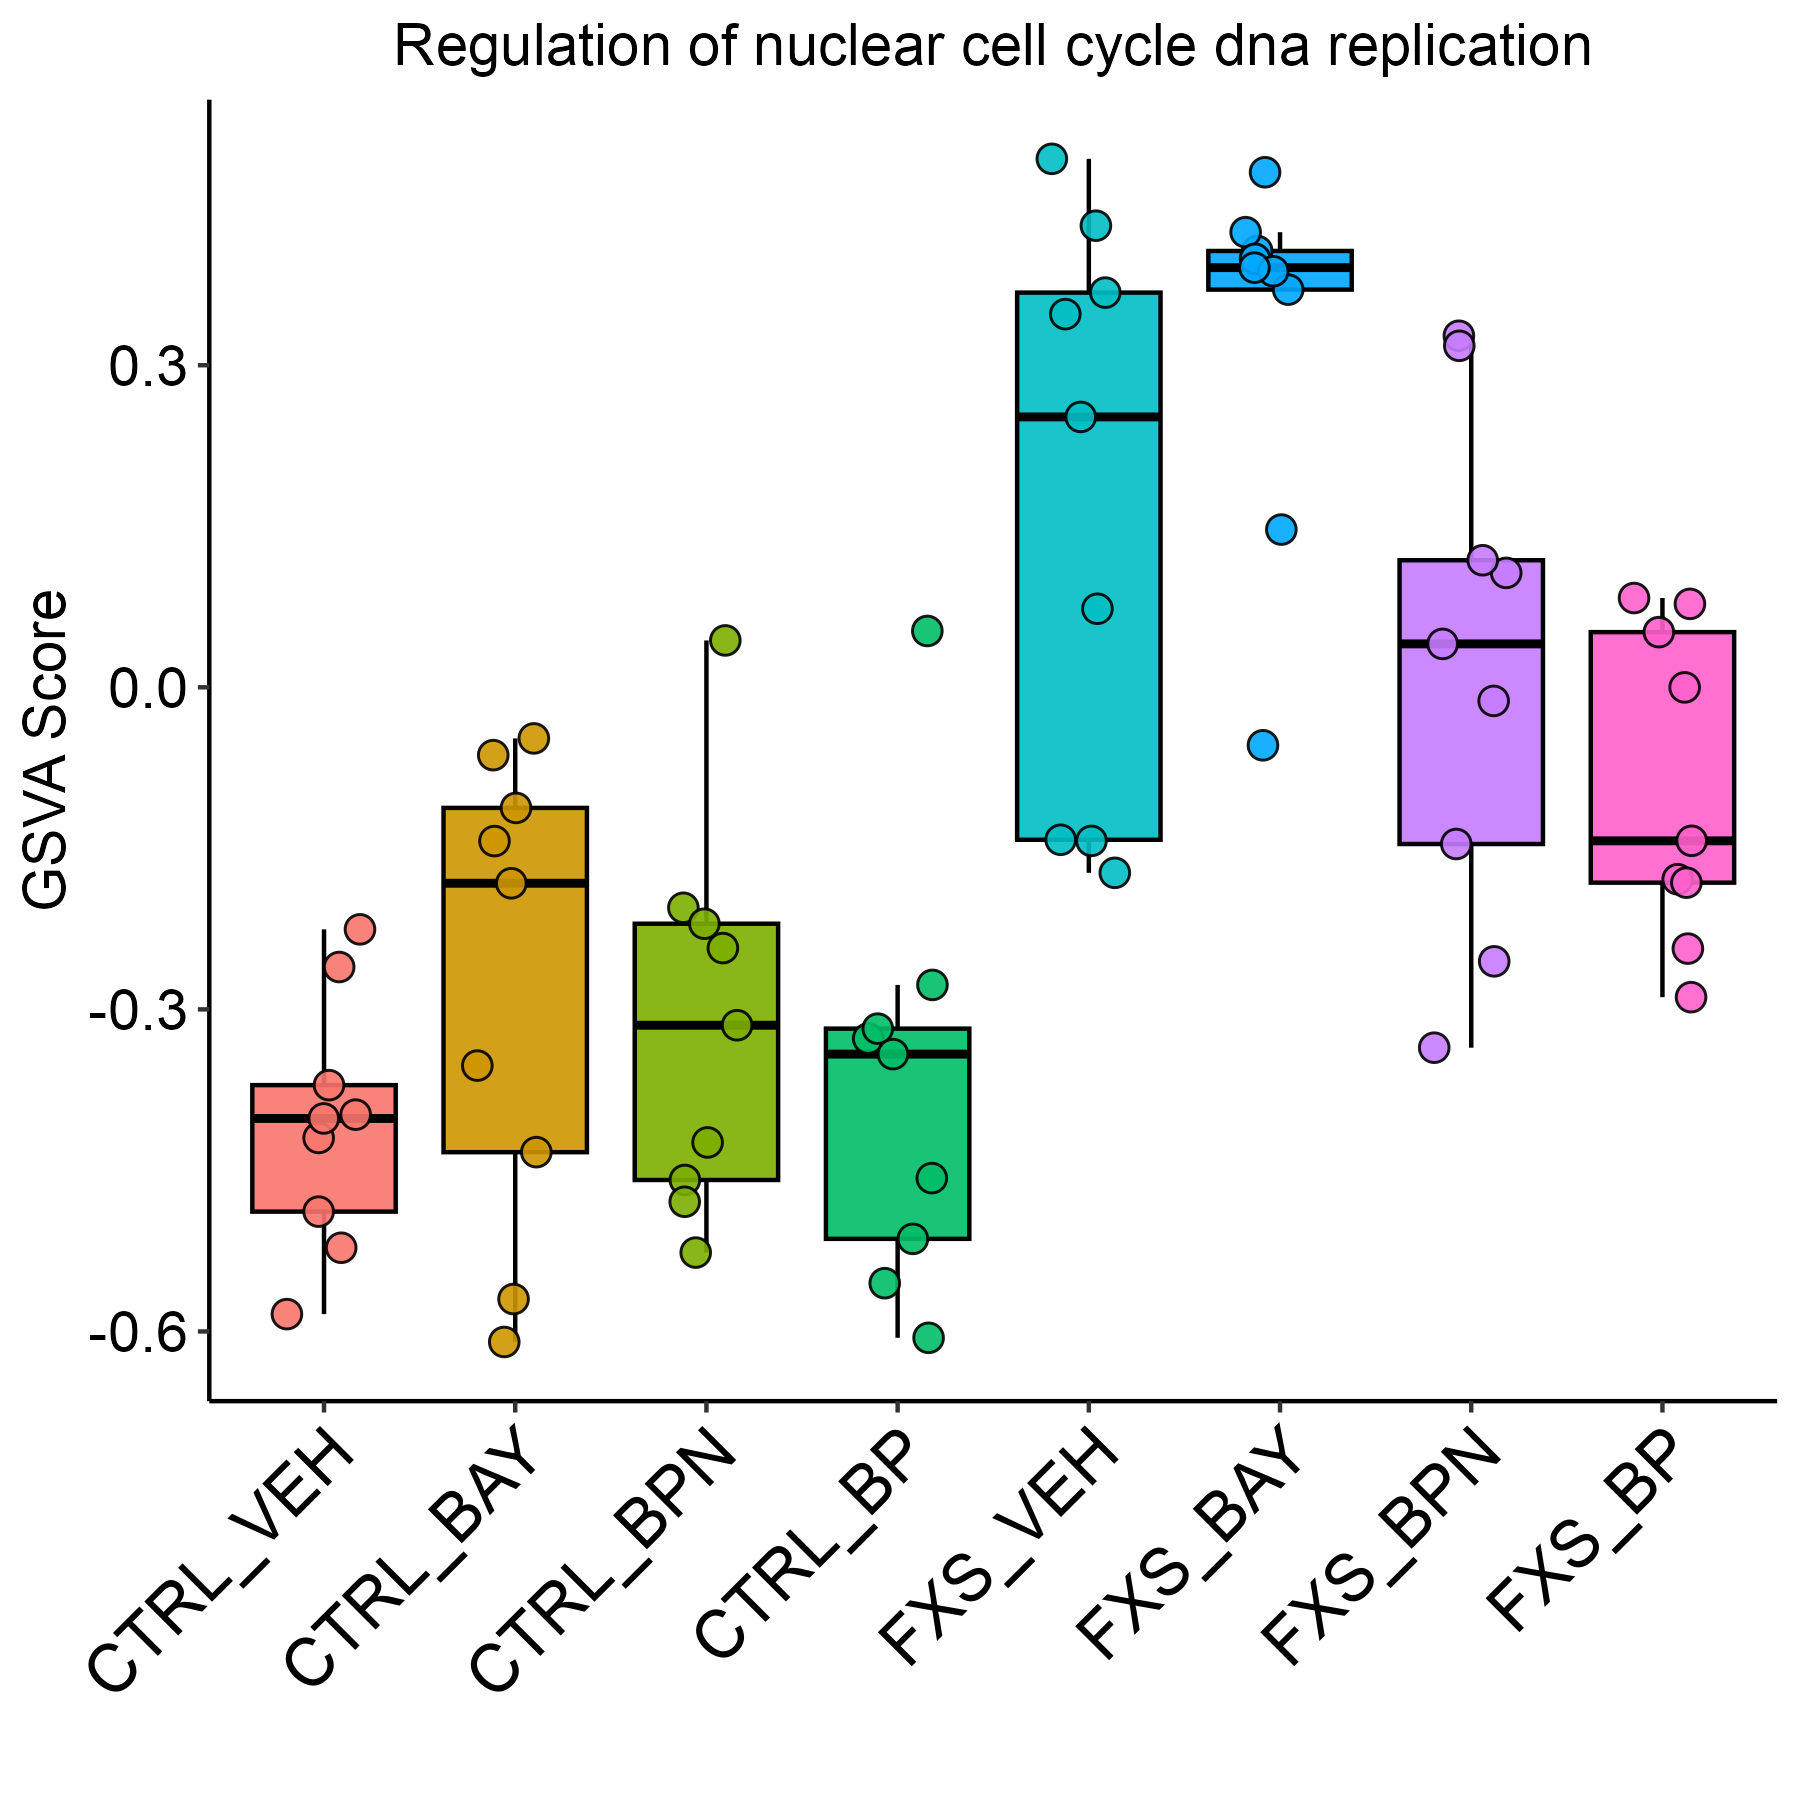 Regulation of nuclear cell cycle dna replication
GSVA Score
0.3
0.0
-0.3
-0.6
CTRL_VEH
CTRL_BAY
CTRL_BPN
CTRL_BP
FXS_VEH
FXS_BAY
FXS_BPN
FXS_BP